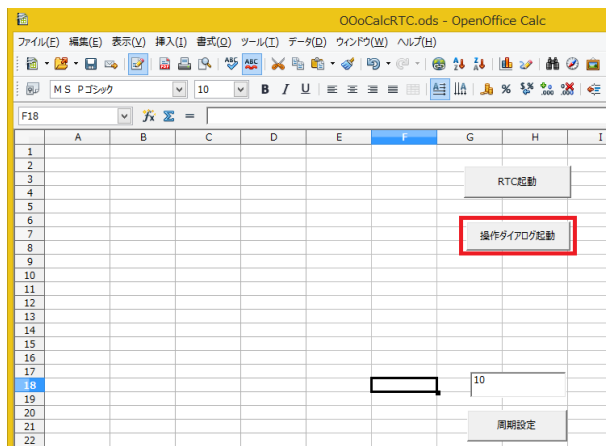 OOoCalcRTC.ods - OpenOffice Calc
ファイル(F) 編集(E) 表示(V) 挿入(I) 書式(O) ツール(T) データ(D) ウィンドウ(W) ヘルプ(H)
ＭＳ Ｐゴシック 10 B I U
F18 =
A B C D E F G H I
1
2
3 RTC起動
4
5
6
7 操作ダイアログ起動
8
9
10
11
12
13
14
15
16
17
18 10
19
20
21 周期設定
22